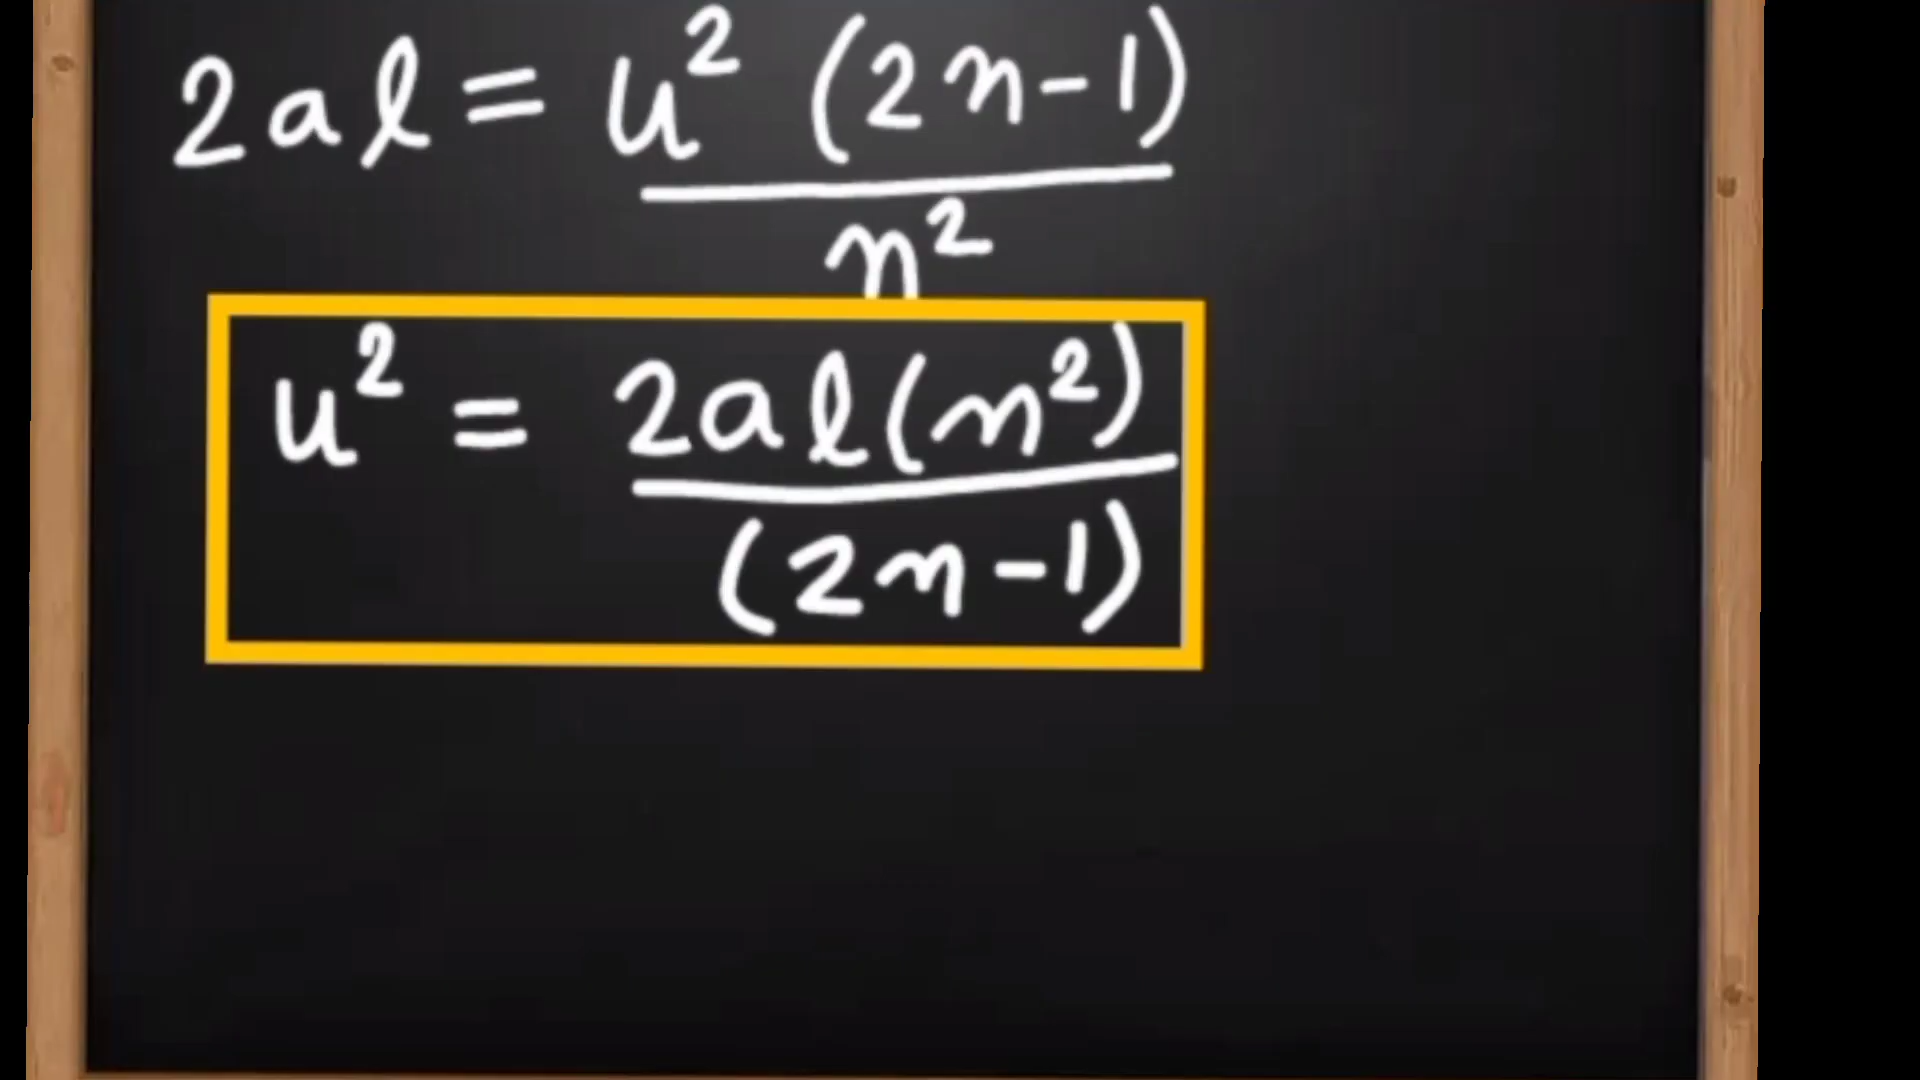 2al = u² (2n-1)
n²
u² = 2al(n²)
(2n-1)